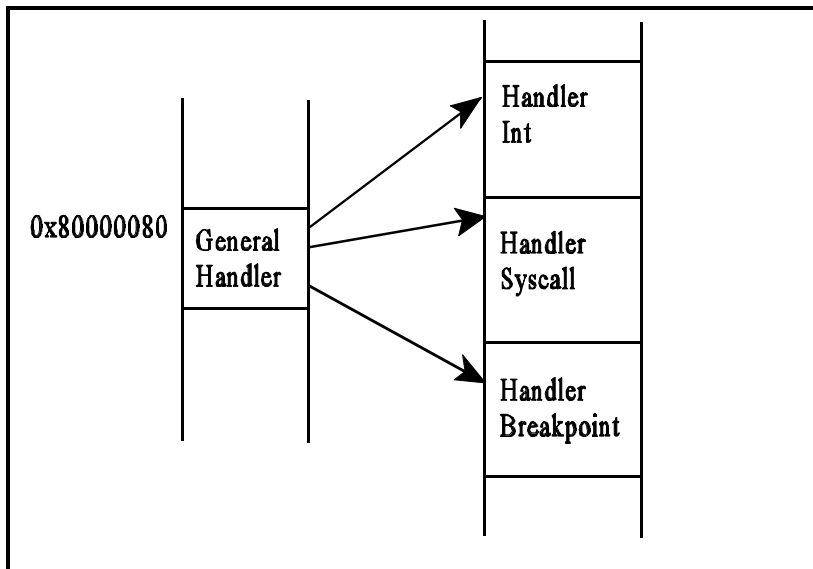 0x80000080
General
Handler
Handler
Int
Handler
Syscall
Handler
Breakpoint